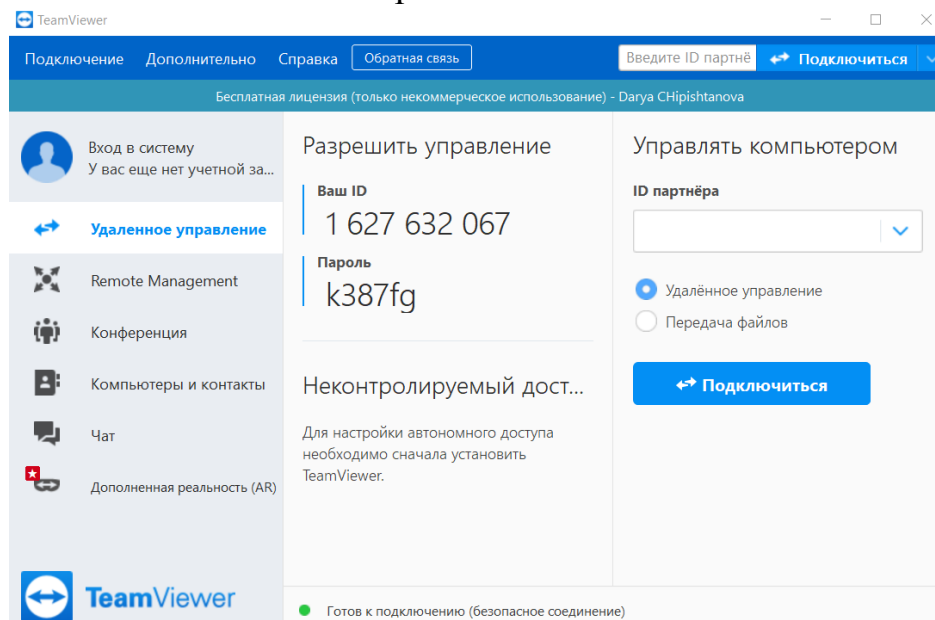 TeamViewer
Подключение Дополнительно Справка Обратная связь
Введите ID партнё Подключиться
Бесплатная лицензия (только некоммерческое использование) - Darya CHipishtanova
Вход в систему
У вас еще нет учетной за...
Удаленное управление
Remote Management
Конференция
Компьютеры и контакты
Чат
Дополненная реальность (AR)
TeamViewer
Разрешить управление
Ваш ID
1 627 632 067
Пароль
k387fg
Неконтролируемый дост...
Для настройки автономного доступа
необходимо сначала установить
TeamViewer.
Управлять компьютером
ID партнёра
Удалённое управление
Передача файлов
Подключиться
Готов к подключению (безопасное соединение)